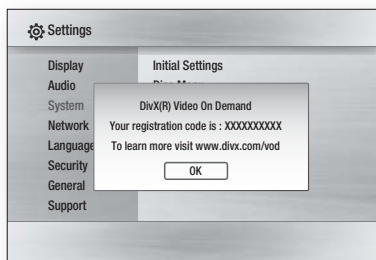 Settings
Display
Audio
System
Network
Language
Security
General
Support
Initial Settings
DivX(R) Video On Demand
Your registration code is : XXXXXXXXXX
To learn more visit www.divx.com/vod
OK